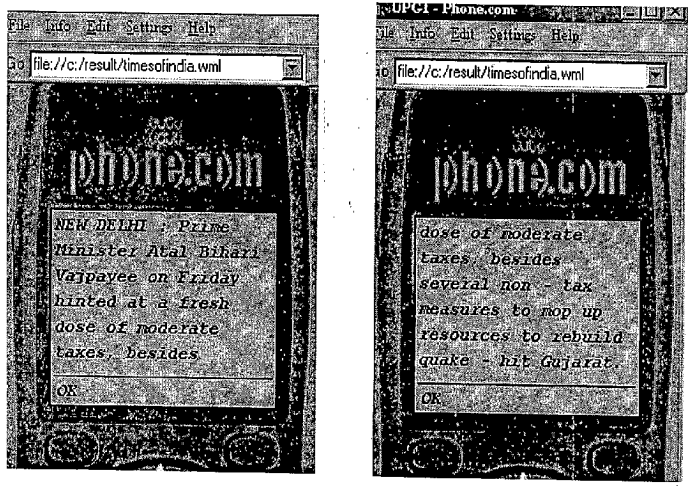 File Info Edit Settings Help
Go file://c:/result/timesofindia.wml
phone.com
NEW DELHI : Prime
Minister Atal Bihari
Vajpayee on Friday
hinted at a fresh
dose of moderate
taxes, besides
OK
UPG1 - Phone.com
File Info Edit Settings Help
Go file://c:/result/timesofindia.wml
phone.com
dose of moderate
taxes, besides
several non - tax
measures to mop up
resources to rebuild
quake - hit Gujarat.
OK